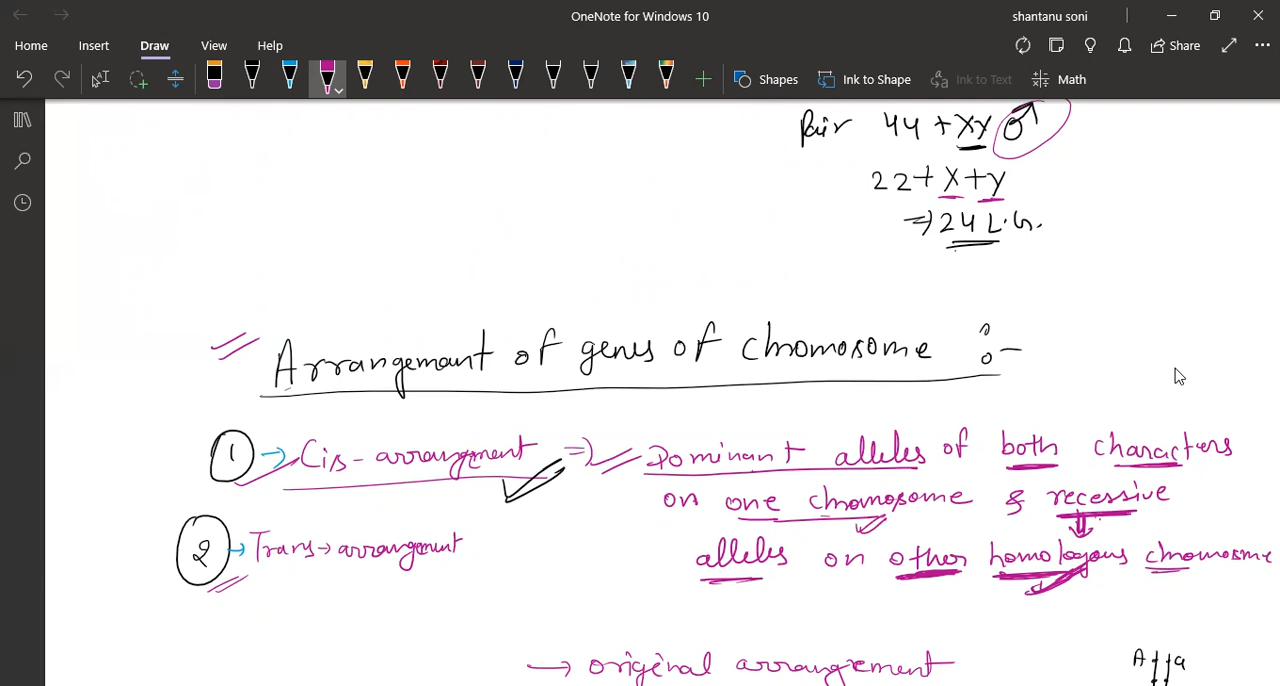 OneNote for Windows 10
shantanu soni
Home Insert Draw View Help
Share
Shapes Ink to Shape Ink to Text Math
Pair 44 + XY ♂
22 + X + Y
⇒ 24 L.G.
Arrangement of genes of chromosome :-
1 → Cis - arrangement ⇒ Dominant alleles of both characters
on one chromosome & recessive
alleles on other homologous chromosome
2 → Trans → arrangement
→ original arrangement
A a